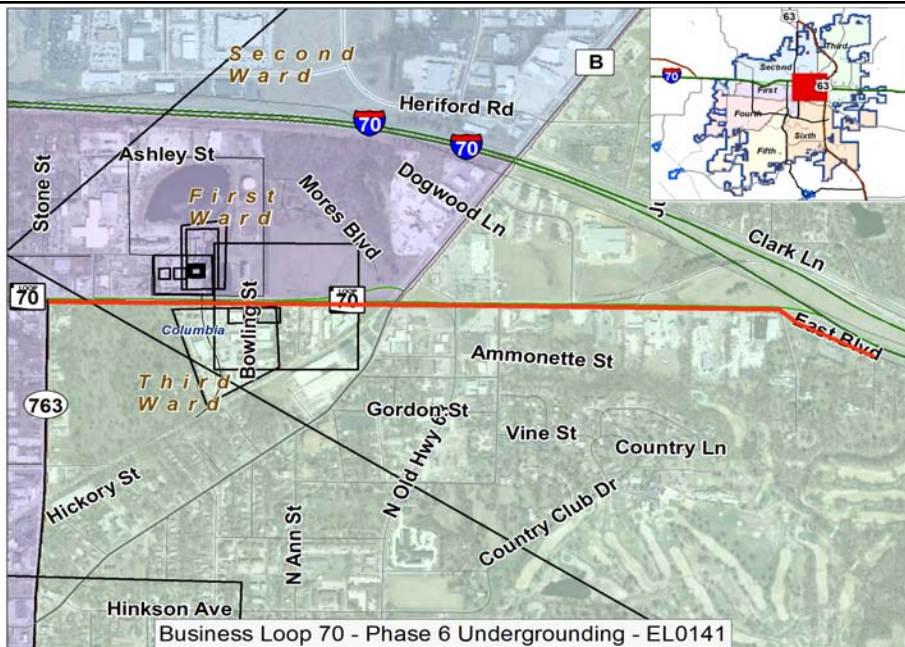 63
Third
Second
70
63
First
Fourth
Sixth
Fifth
Second
Ward
B
Heriford Rd
70
70
Ashley St
Stone St
First
Ward
Mores Blvd
Dogwood Ln
Clark Ln
LOOP
70
LOOP
70
Bowling St
Columbia
East Blvd
Ammonette St
Third
Ward
763
Gordon St
Vine St
Country Ln
N Old Hwy 6
Hickory St
N Ann St
Country Club Dr
Hinkson Ave
Business Loop 70 - Phase 6 Undergrounding - EL0141